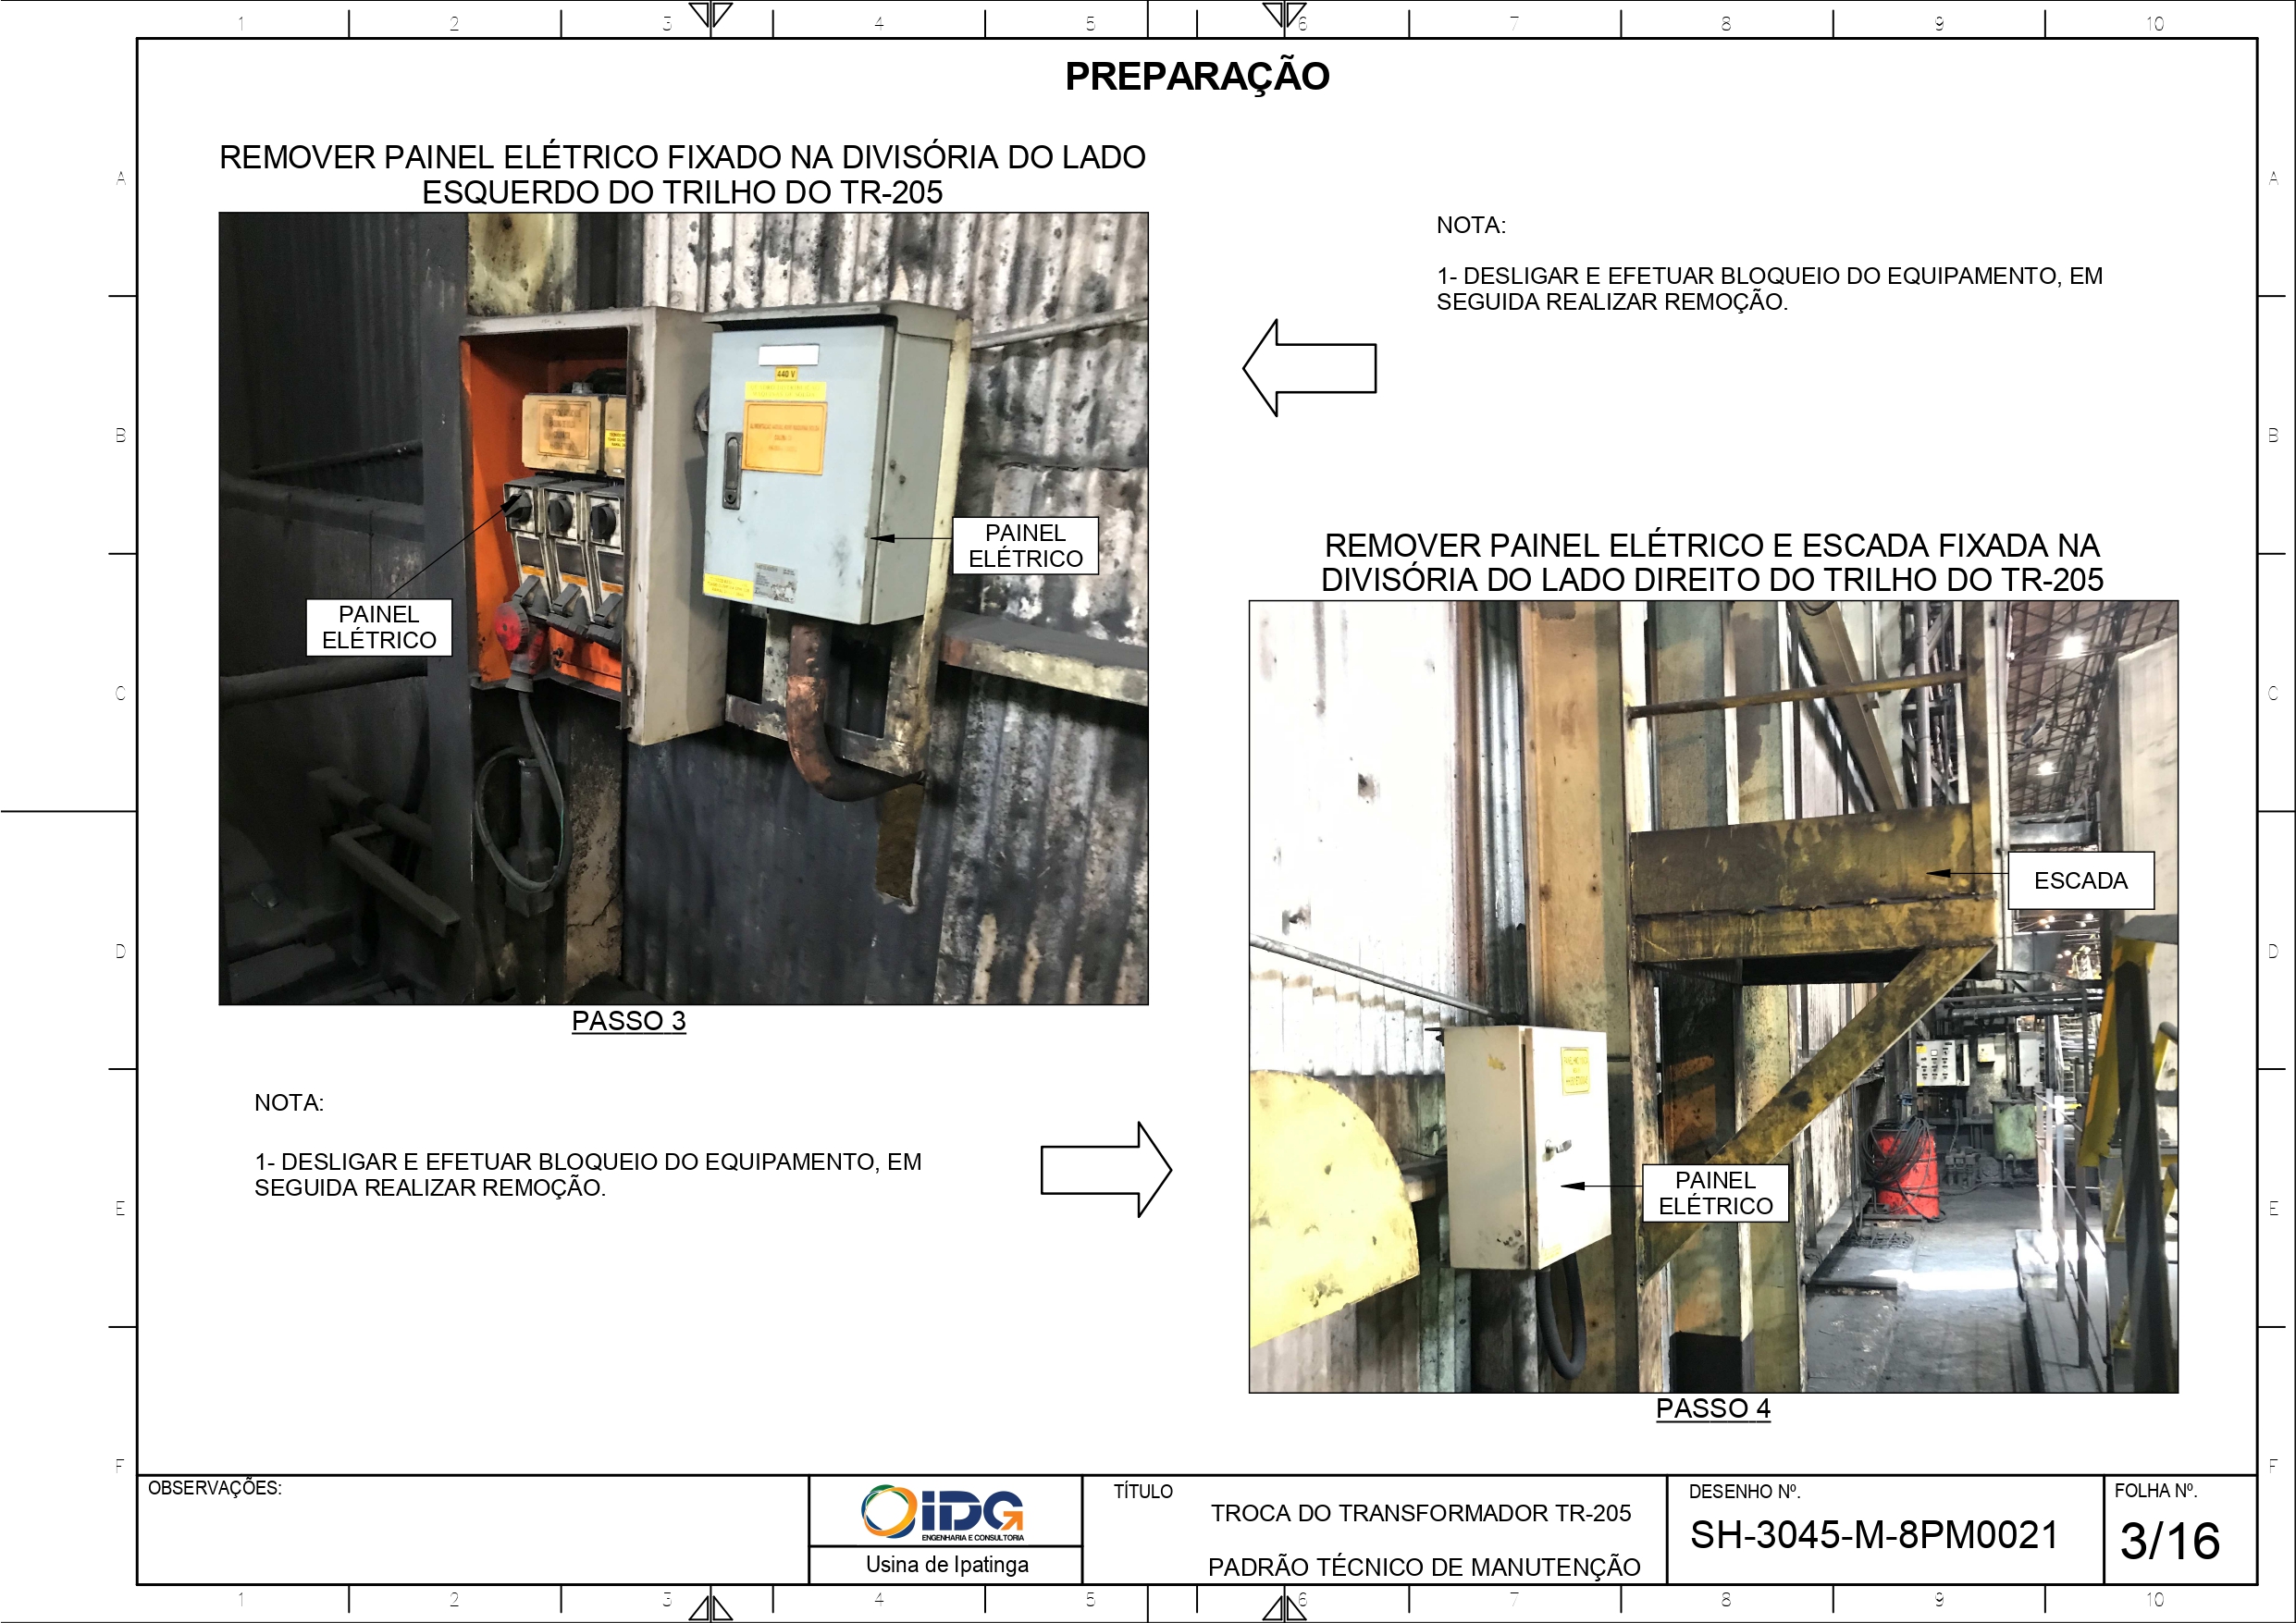 PREPARAÇÃO
REMOVER PAINEL ELÉTRICO FIXADO NA DIVISÓRIA DO LADO
ESQUERDO DO TRILHO DO TR-205
440 V
PAINEL
ELÉTRICO
PAINEL
ELÉTRICO
PASSO 3
NOTA:
1- DESLIGAR E EFETUAR BLOQUEIO DO EQUIPAMENTO, EM
SEGUIDA REALIZAR REMOÇÃO.
REMOVER PAINEL ELÉTRICO E ESCADA FIXADA NA
DIVISÓRIA DO LADO DIREITO DO TRILHO DO TR-205
ESCADA
PAINEL
ELÉTRICO
PASSO 4
NOTA:
1- DESLIGAR E EFETUAR BLOQUEIO DO EQUIPAMENTO, EM
SEGUIDA REALIZAR REMOÇÃO.
OBSERVAÇÕES:
IDG
ENGENHARIA E CONSULTORIA
Usina de Ipatinga
TÍTULO
TROCA DO TRANSFORMADOR TR-205
PADRÃO TÉCNICO DE MANUTENÇÃO
DESENHO Nº.
SH-3045-M-8PM0021
FOLHA Nº.
3/16
1 2 3 4 5 6 7 8 9 10
A
B
C
D
E
F
A
B
C
D
E
F
1 2 3 4 5 6 7 8 9 10